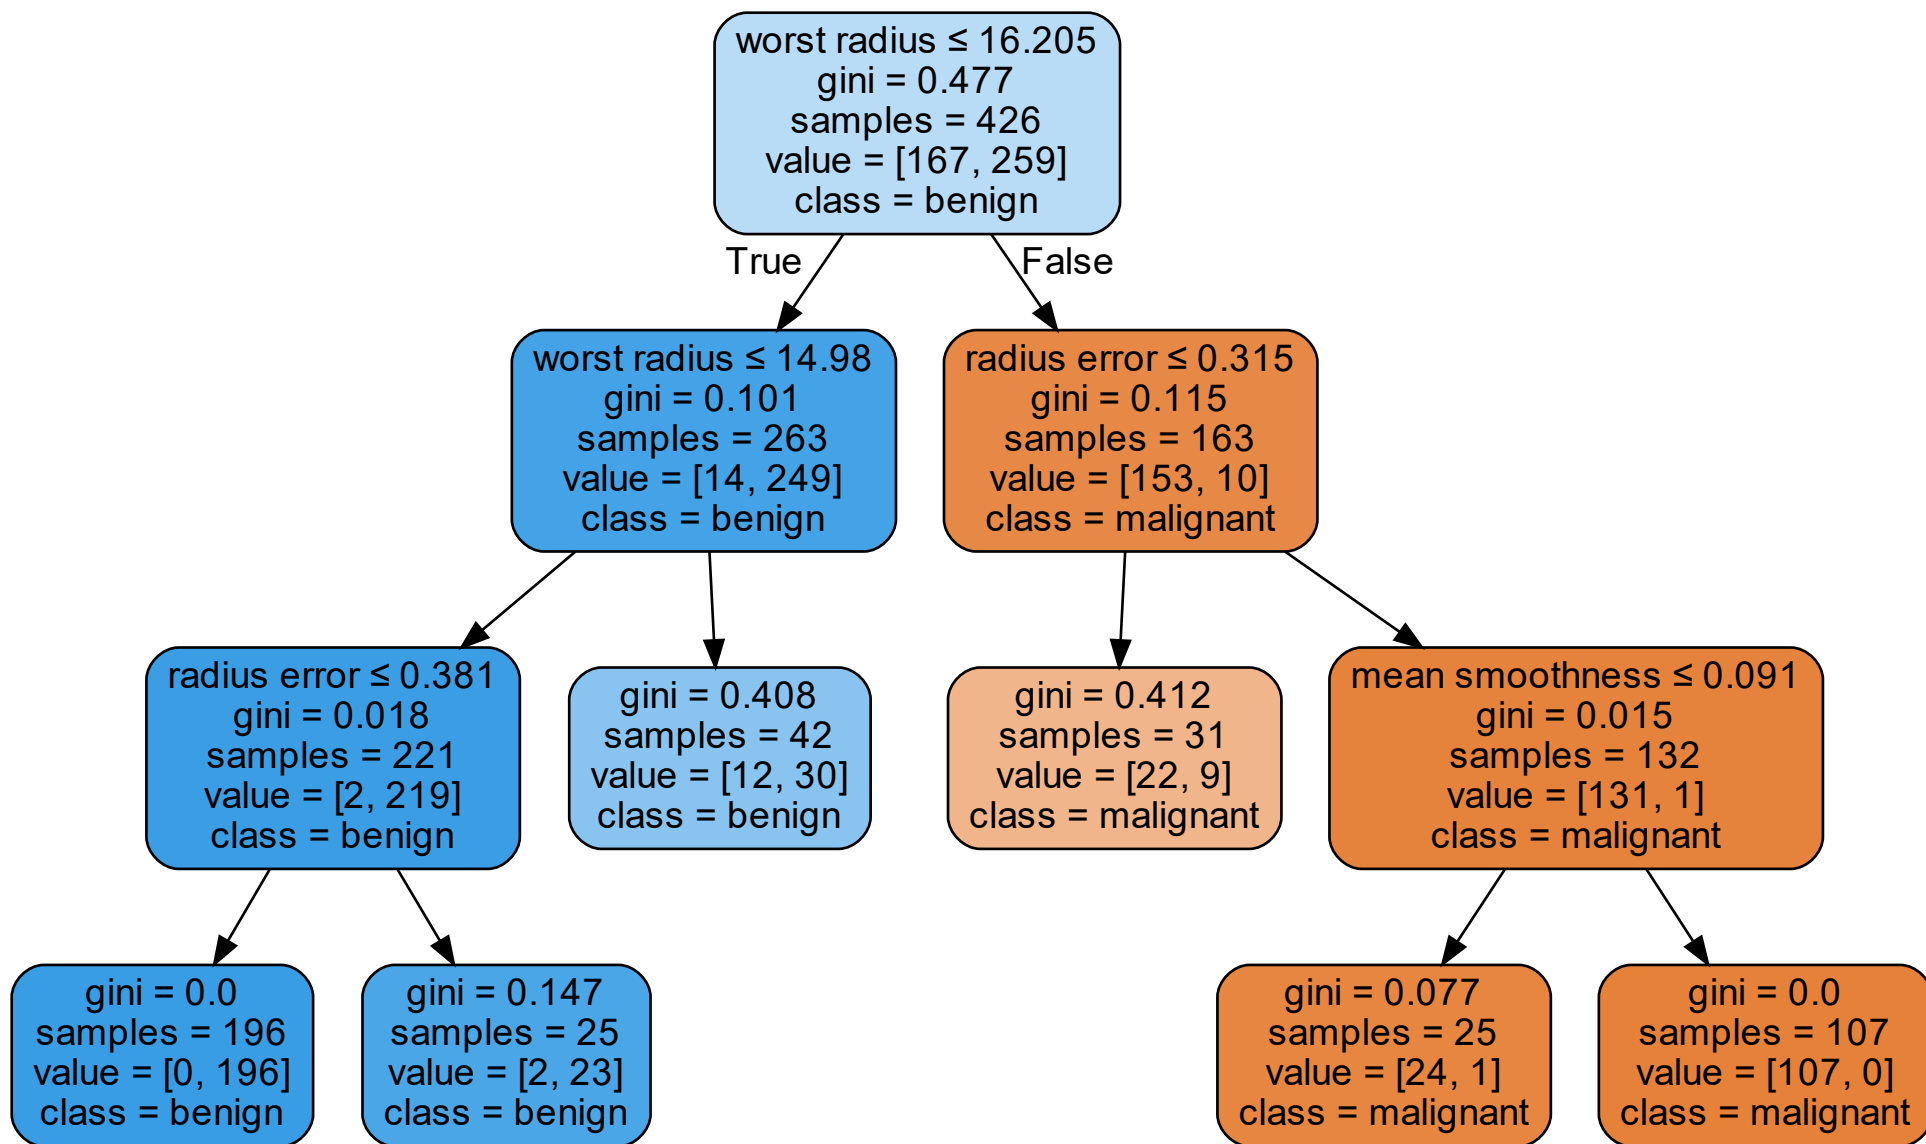 worst radius ≤ 16.205
gini = 0.477
samples = 426
value = [167, 259]
class = benign
True
False
worst radius ≤ 14.98
gini = 0.101
samples = 263
value = [14, 249]
class = benign
radius error ≤ 0.315
gini = 0.115
samples = 163
value = [153, 10]
class = malignant
radius error ≤ 0.381
gini = 0.018
samples = 221
value = [2, 219]
class = benign
gini = 0.408
samples = 42
value = [12, 30]
class = benign
gini = 0.412
samples = 31
value = [22, 9]
class = malignant
mean smoothness ≤ 0.091
gini = 0.015
samples = 132
value = [131, 1]
class = malignant
gini = 0.0
samples = 196
value = [0, 196]
class = benign
gini = 0.147
samples = 25
value = [2, 23]
class = benign
gini = 0.077
samples = 25
value = [24, 1]
class = malignant
gini = 0.0
samples = 107
value = [107, 0]
class = malignant